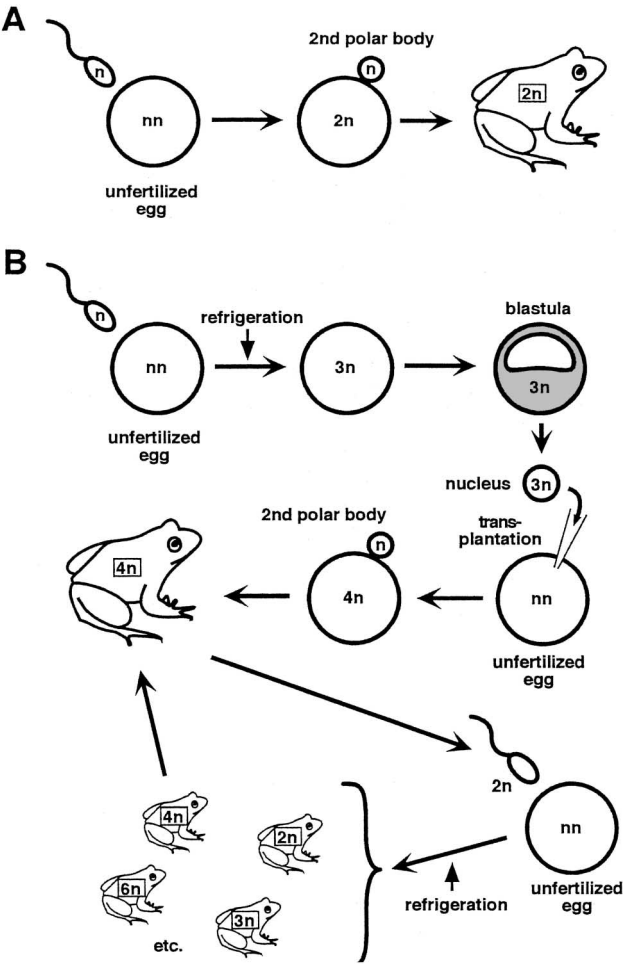 A
2nd polar body
n
n
nn
2n
2n
unfertilized
egg
B
n
refrigeration
blastula
nn
3n
3n
unfertilized
egg
nucleus
3n
2nd polar body
trans-
plantation
n
4n
4n
nn
unfertilized
egg
2n
nn
4n
2n
6n
3n
etc.
refrigeration
unfertilized
egg